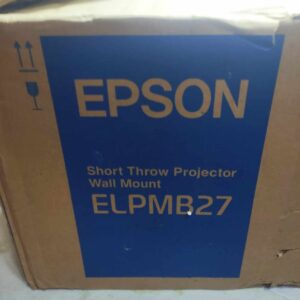 EPSON
Short Throw Projector
Wall Mount
ELPMB27